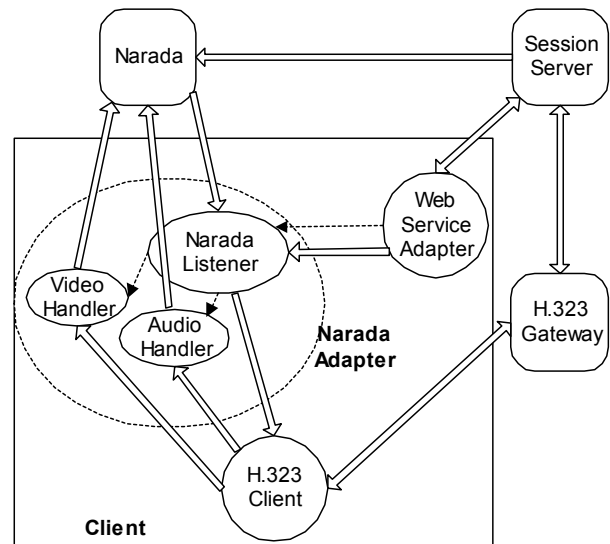 Narada
Session
Server
Web
Service
Adapter
Narada
Listener
Video
Handler
Audio
Handler
Narada
Adapter
H.323
Gateway
H.323
Client
Client